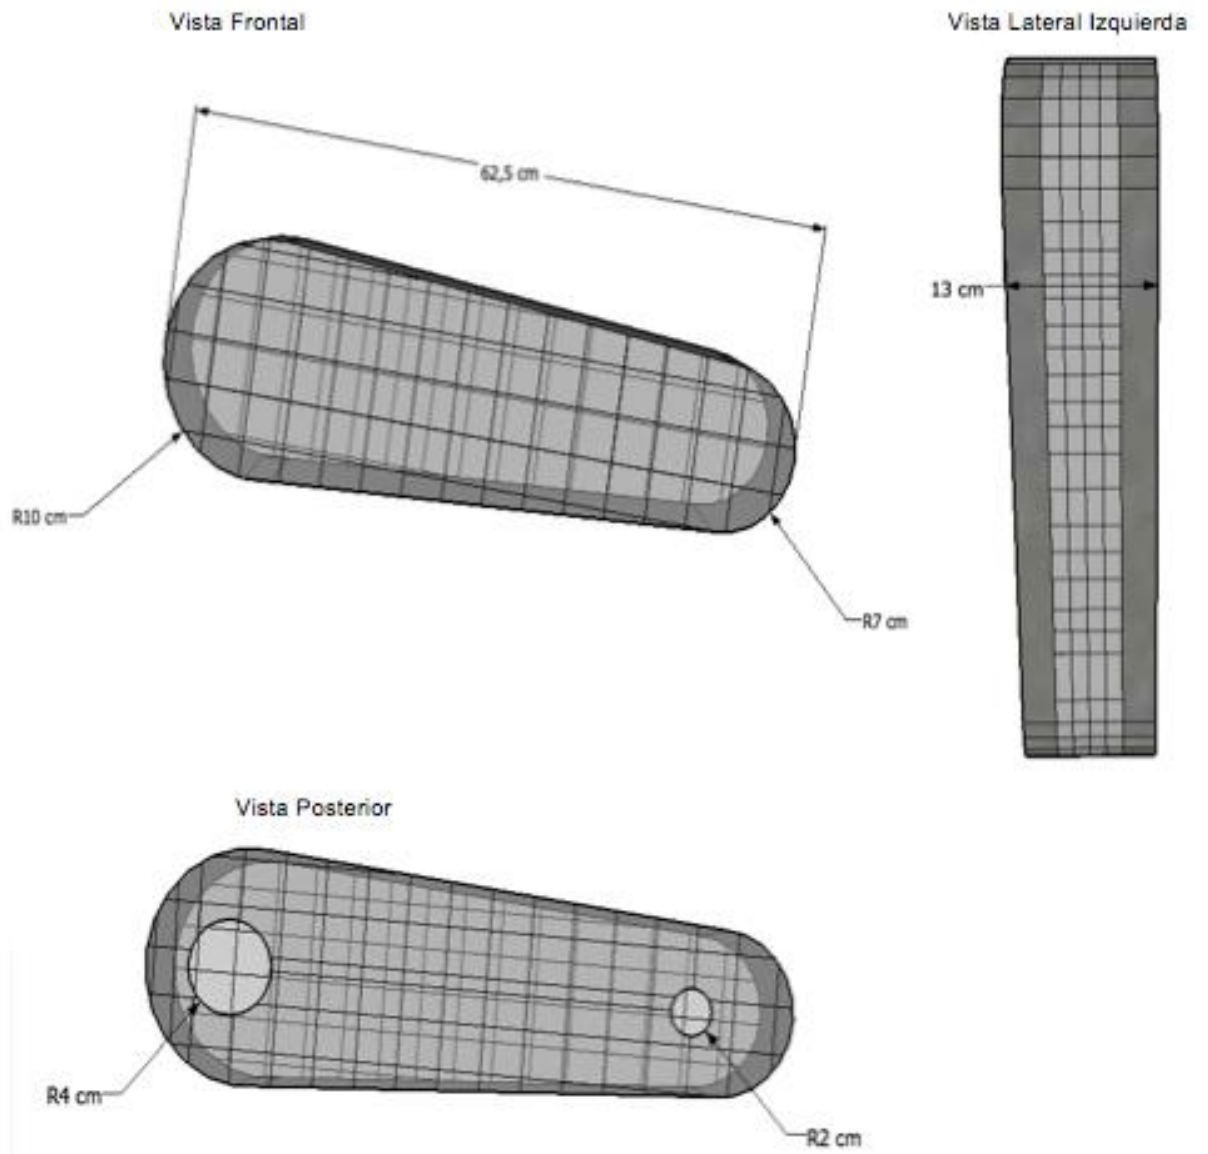 Vista Frontal
Vista Lateral Izquierda
62,5 cm
13 cm
R10 cm
R7 cm
Vista Posterior
R4 cm
R2 cm